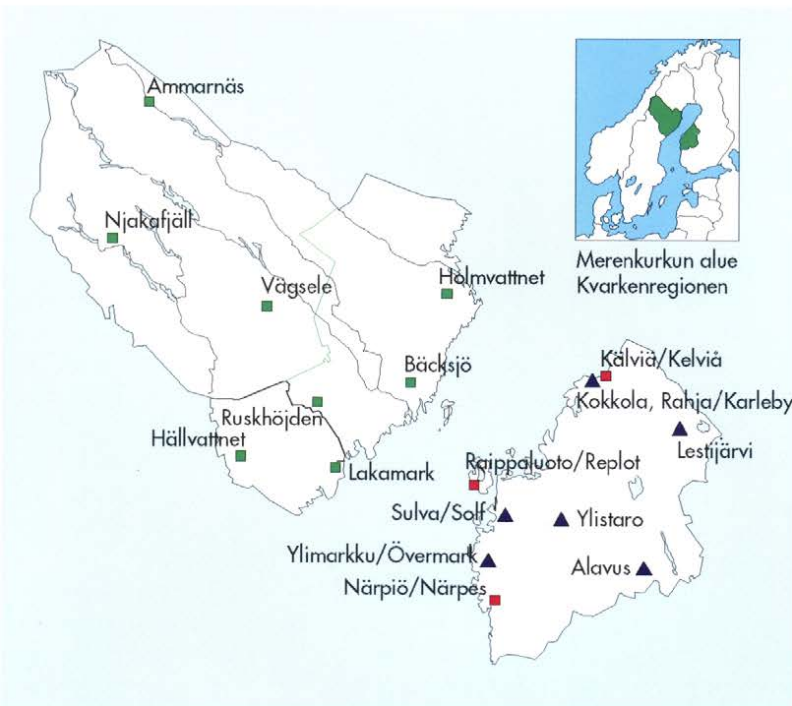 Ammarnäs
Njakafjäll
Vägsele
Holmvattnet
Bäcksjö
Ruskhöjden
Hällvattnet
Lakamark
Merenkurkun alue
Kvarkenregionen
Kälviä/Kelviå
Kokkola, Rahja/Karleby
Lestijärvi
Raippaluoto/Replot
Sulva/Solf
Ylistaro
Ylimarkku/Övermark
Alavus
Närpiö/Närpes